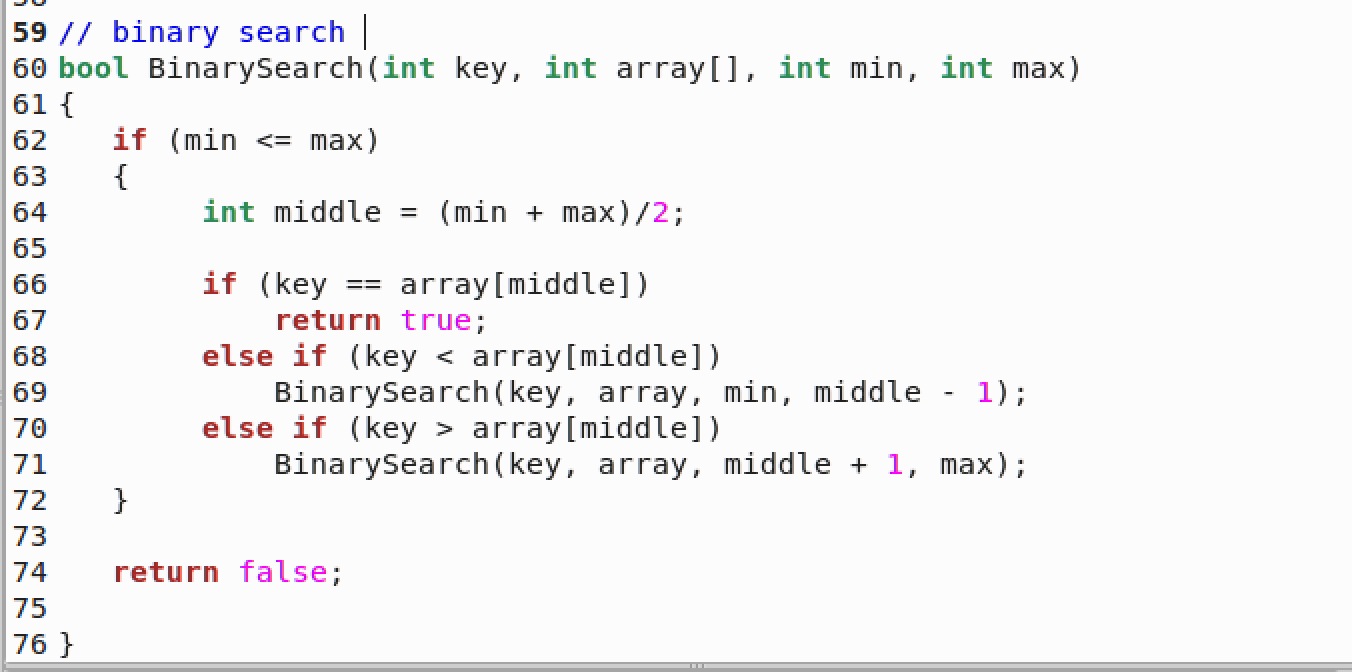 59 // binary search
60 bool BinarySearch(int key, int array[], int min, int max)
61 {
62    if (min <= max)
63    {
64         int middle = (min + max)/2;
65
66         if (key == array[middle])
67             return true;
68         else if (key < array[middle])
69             BinarySearch(key, array, min, middle - 1);
70         else if (key > array[middle])
71             BinarySearch(key, array, middle + 1, max);
72    }
73
74    return false;
75
76 }